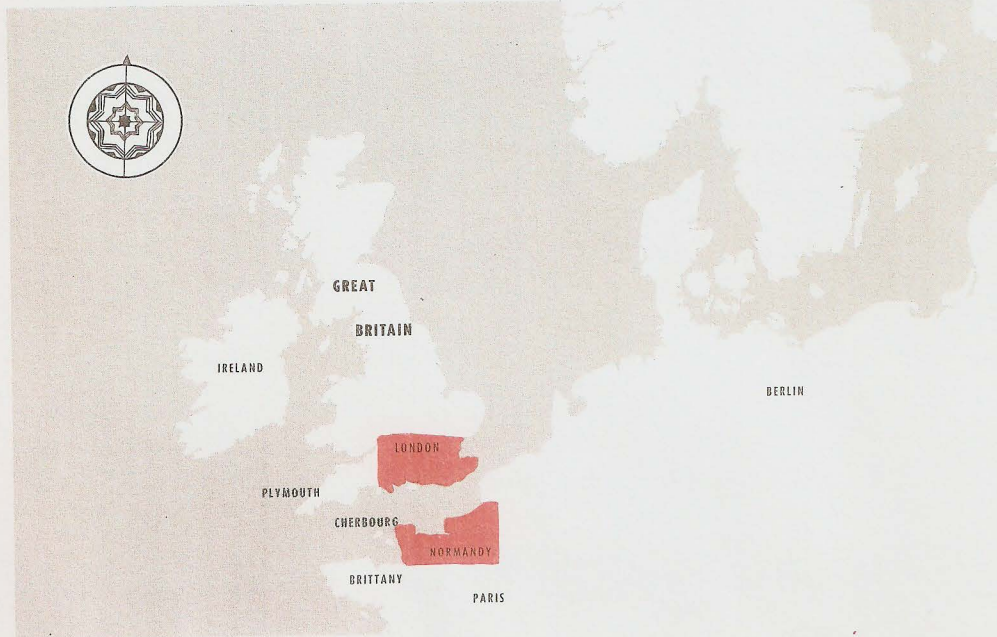 GREAT
BRITAIN
IRELAND
BERLIN
LONDON
PLYMOUTH
CHERBOURG
NORMANDY
BRITTANY
PARIS